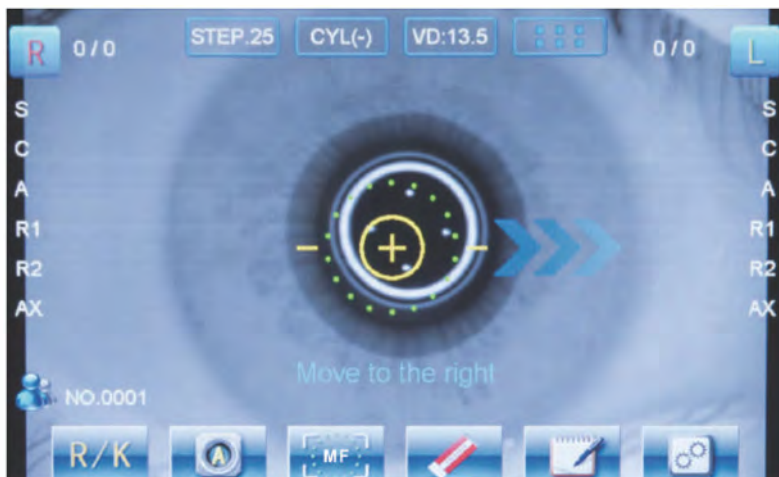 R 0/0 STEP.25 CYL(-) VD:13.5 0/0 L
S S
C C
A A
R1 R1
R2 R2
AX AX
Move to the right
NO.0001
R/K A MF